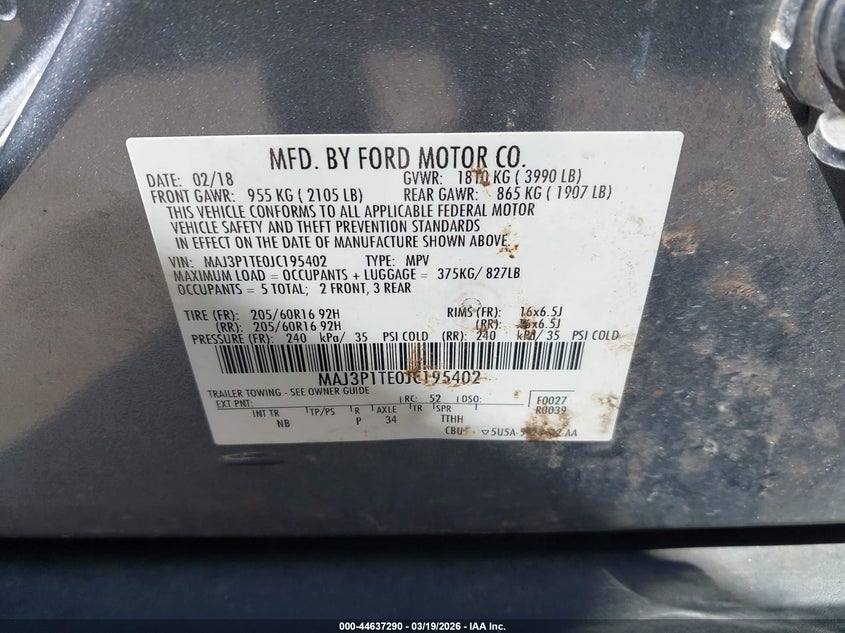 MFD. BY FORD MOTOR CO.
DATE: 02/18 GVWR: 1810 KG ( 3990 LB)
FRONT GAWR: 955 KG ( 2105 LB) REAR GAWR: 865 KG ( 1907 LB)
THIS VEHICLE CONFORMS TO ALL APPLICABLE FEDERAL MOTOR
VEHICLE SAFETY AND THEFT PREVENTION STANDARDS
IN EFFECT ON THE DATE OF MANUFACTURE SHOWN ABOVE.
VIN: MAJ3P1TE0JC195402 TYPE: MPV
MAXIMUM LOAD = OCCUPANTS + LUGGAGE = 375KG/ 827LB
OCCUPANTS = 5 TOTAL; 2 FRONT, 3 REAR
TIRE (FR): 205/60R16 92H RIMS (FR): 16x6.5J
(RR): 205/60R16 92H (RR): 16x6.5J
PRESSURE (FR): 240 kPa/ 35 PSI COLD (RR): 240 kPa/ 35 PSI COLD
MAJ3P1TE0JC195402
TRAILER TOWING - SEE OWNER GUIDE
EXT PNT: RC: 52 DSO: F0027
R0039
INT TR TP/PS R AXLE TR SPR
NB P 34 TTHH
CBU
000-44637290 — 03/19/2026 — IAA Inc.